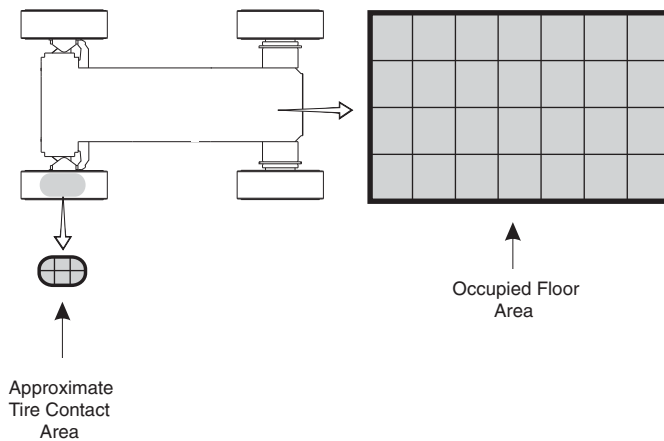 Occupied Floor
Area
Approximate
Tire Contact
Area